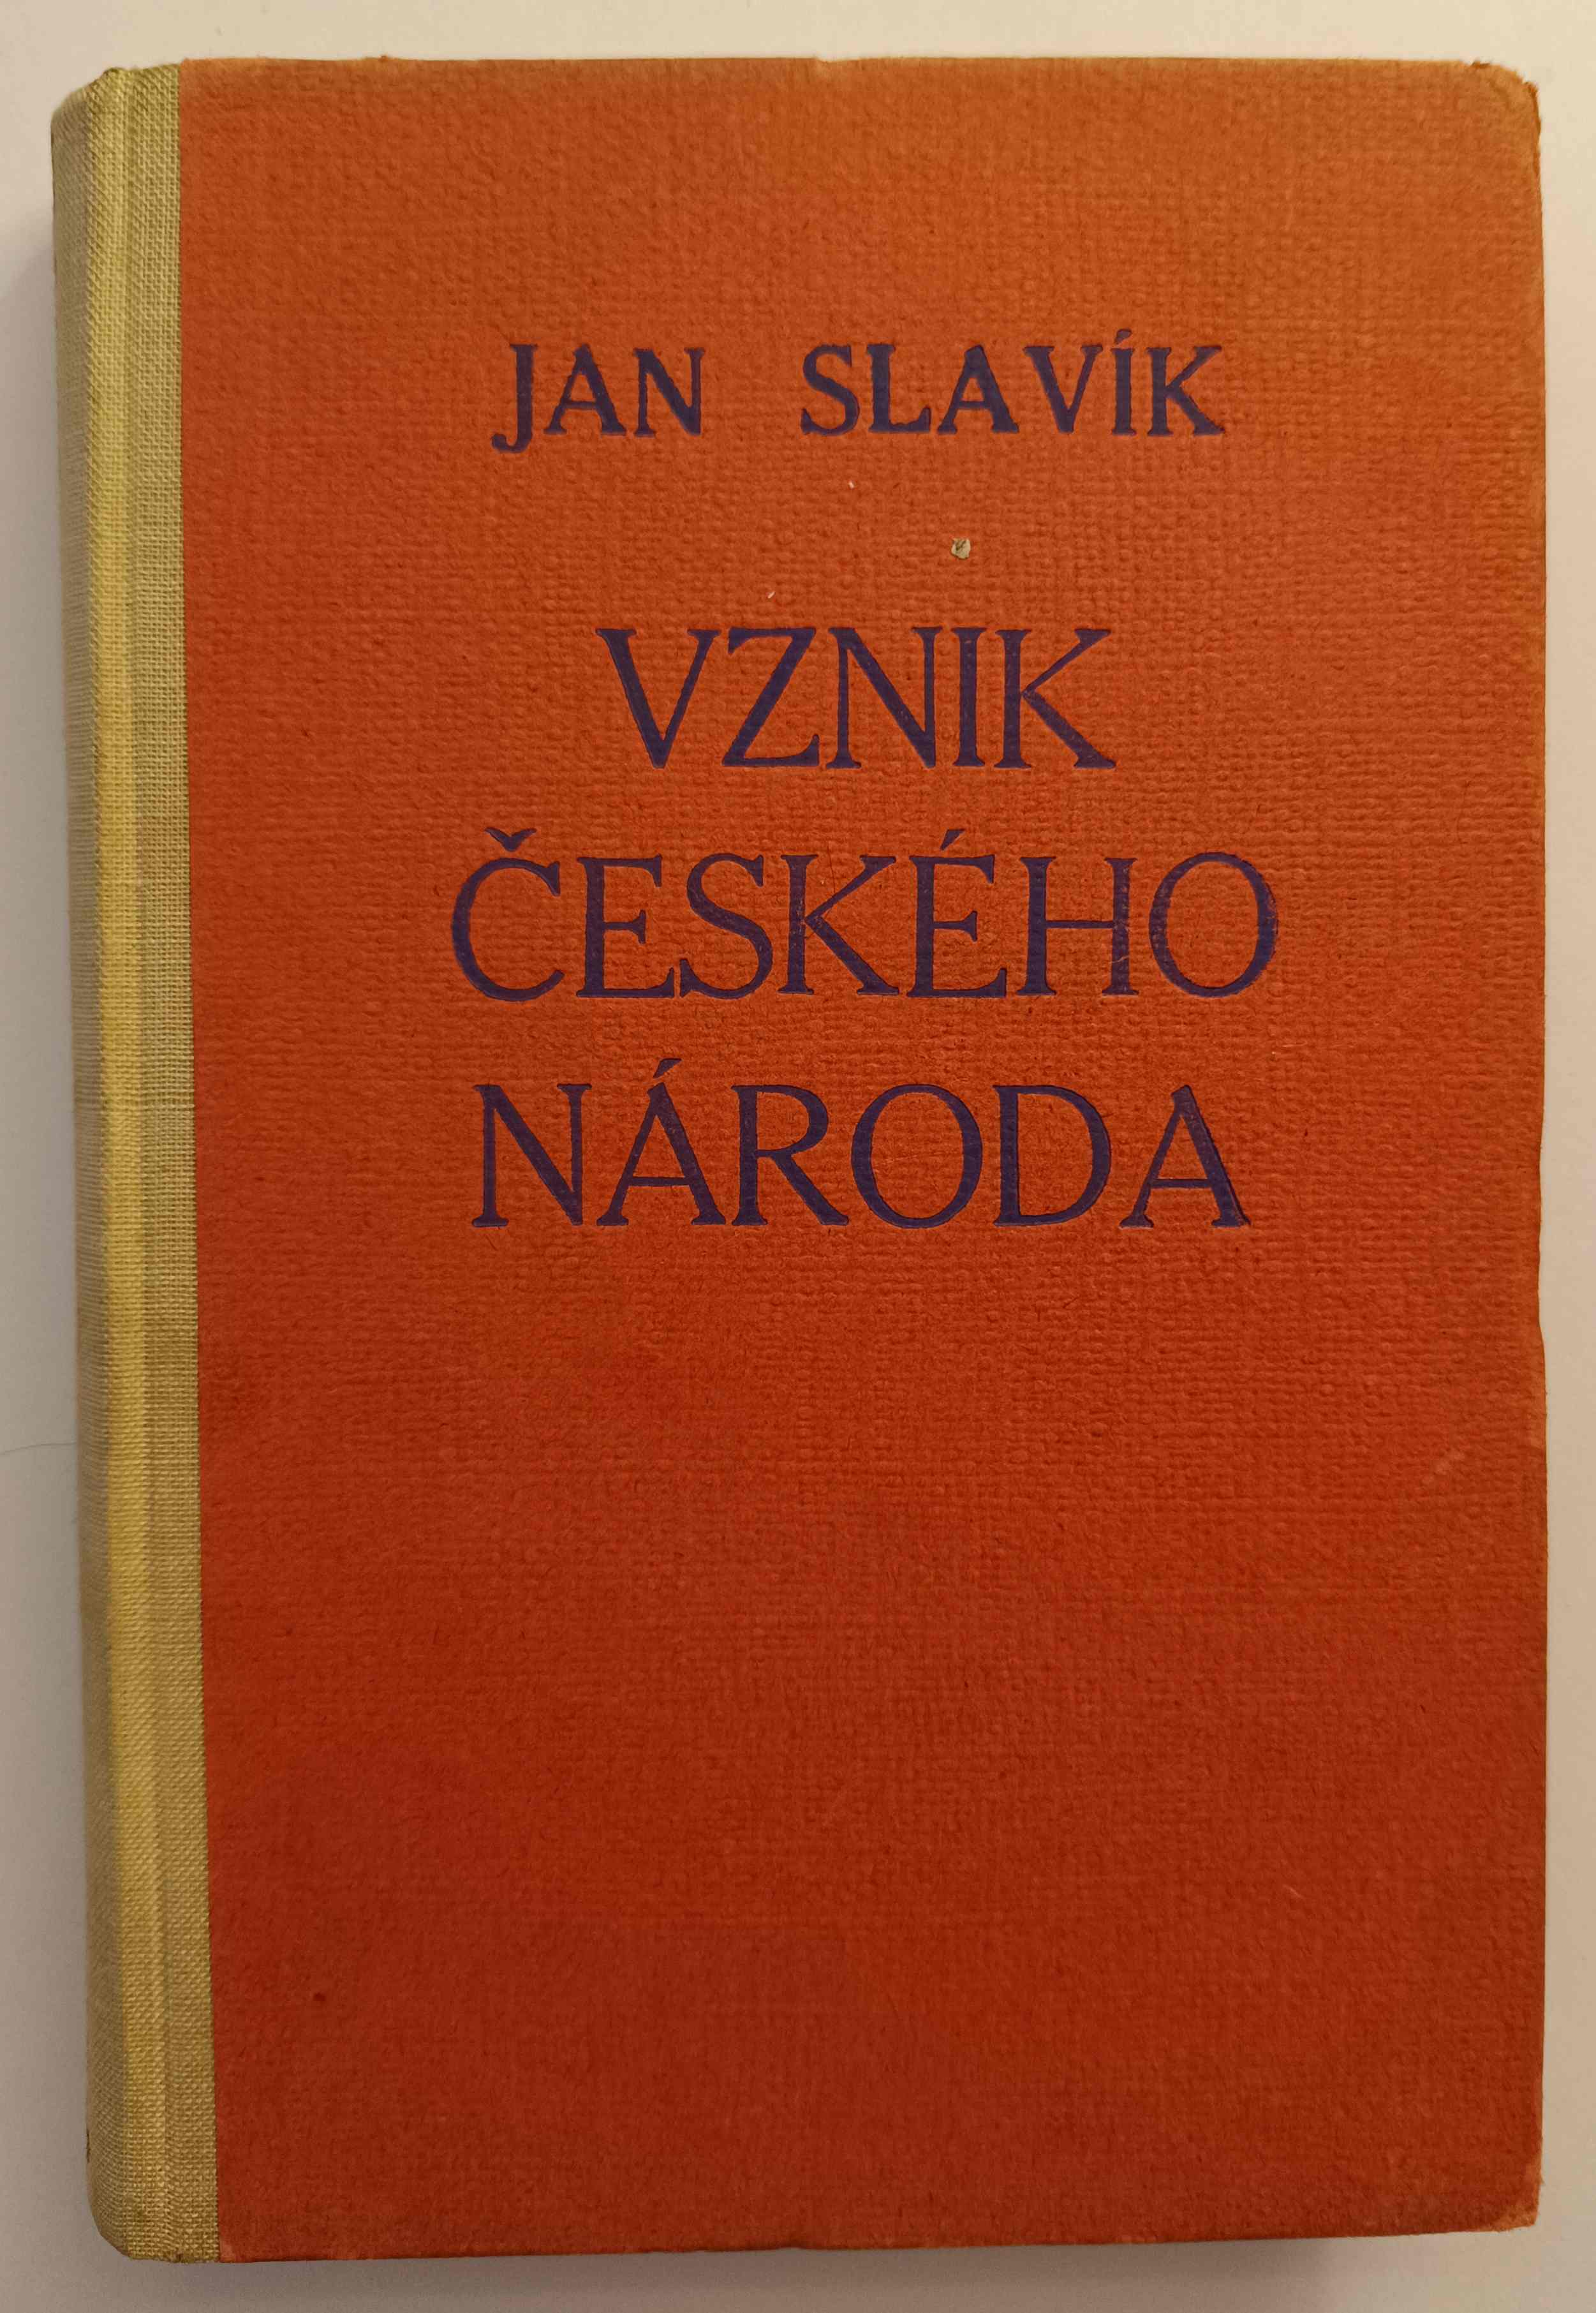 JAN SLAVÍK
VZNIK
ČESKÉHO
NÁRODA